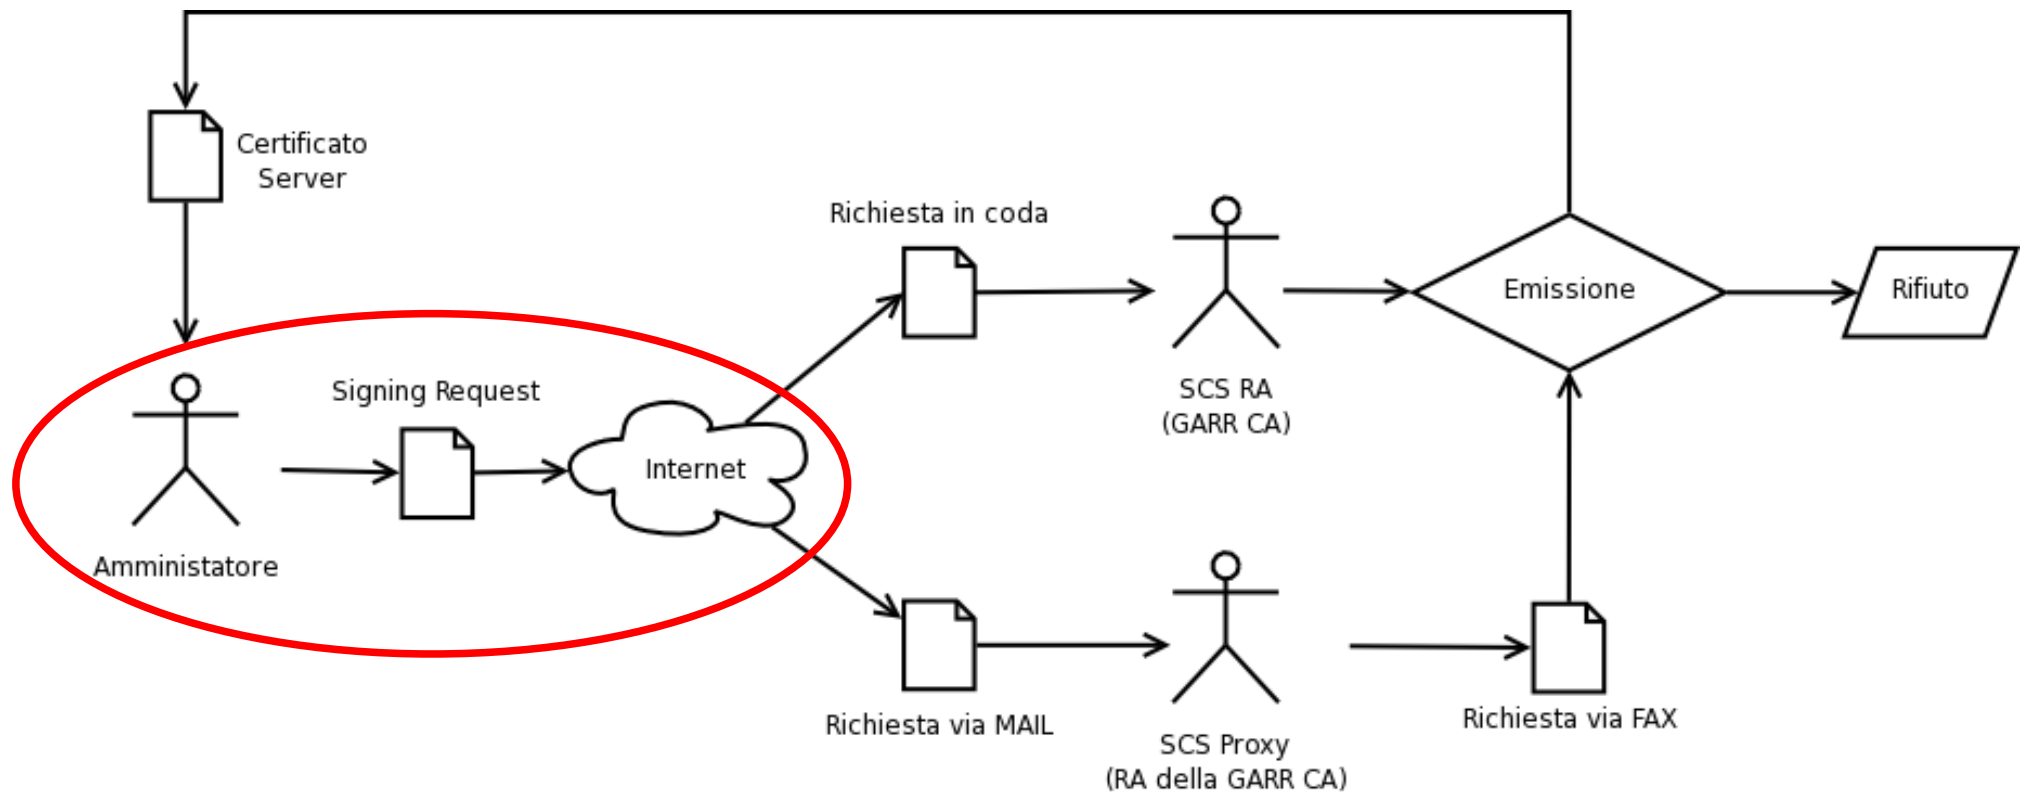 Certificato
Server
Richiesta in coda
Emissione
Rifiuto
SCS RA
(GARR CA)
Signing Request
Internet
Amministatore
Richiesta via MAIL
SCS Proxy
(RA della GARR CA)
Richiesta via FAX